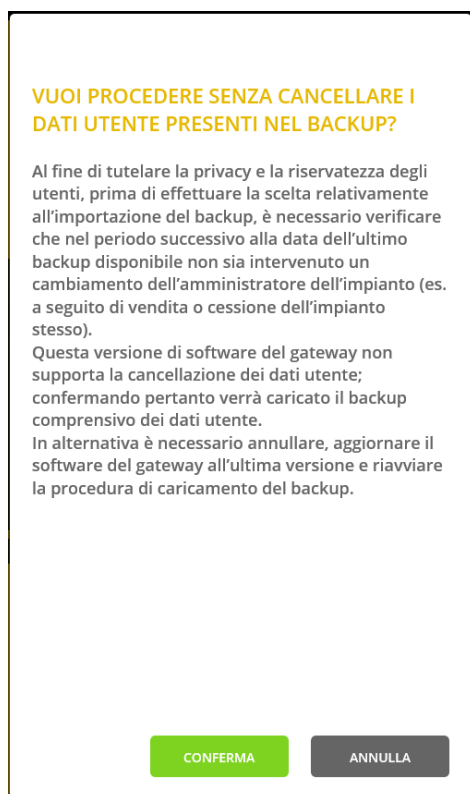 VUOI PROCEDERE SENZA CANCELLARE I
DATI UTENTE PRESENTI NEL BACKUP?
Al fine di tutelare la privacy e la riservatezza degli
utenti, prima di effettuare la scelta relativamente
all'importazione del backup, è necessario verificare
che nel periodo successivo alla data dell'ultimo
backup disponibile non sia intervenuto un
cambiamento dell'amministratore dell'impianto (es.
a seguito di vendita o cessione dell'impianto
stesso).
Questa versione di software del gateway non
supporta la cancellazione dei dati utente;
confermando pertanto verrà caricato il backup
comprensivo dei dati utente.
In alternativa è necessario annullare, aggiornare il
software del gateway all'ultima versione e riavviare
la procedura di caricamento del backup.
CONFERMA ANNULLA